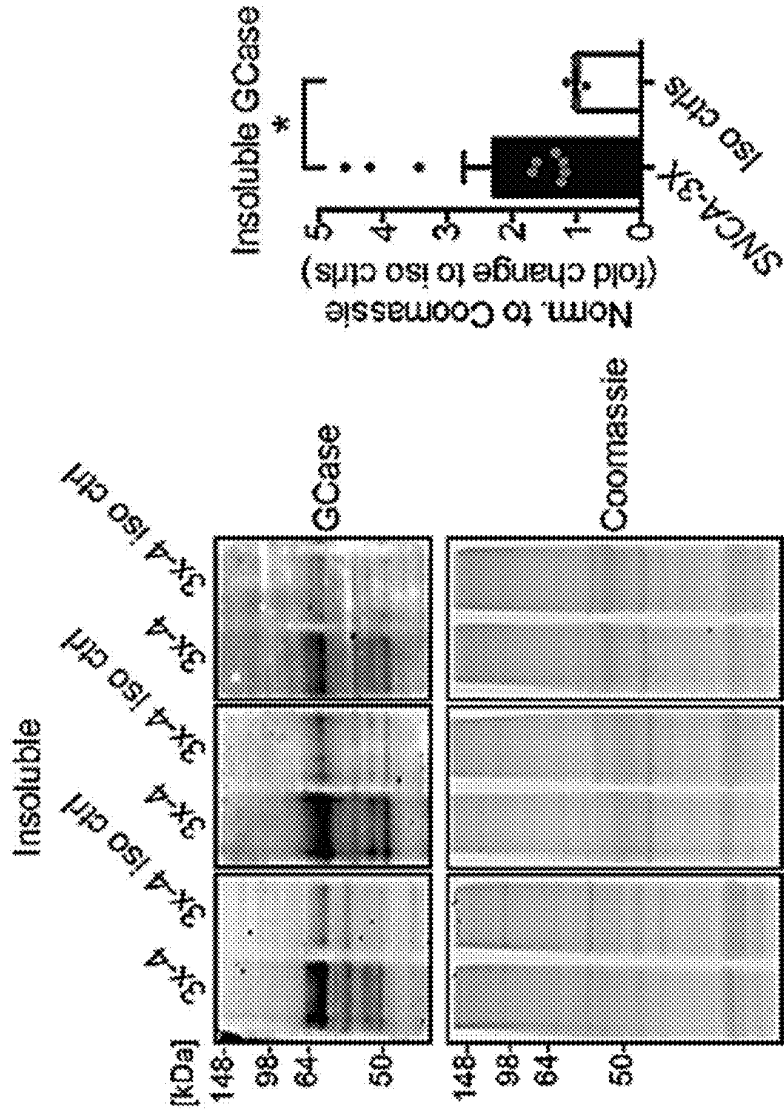 Insoluble
3x-4
3x-4 iso ctrl
3x-4
3x-4 iso ctrl
3x-4
3x-4 iso ctrl
[kDa]
148-
98-
64-
50-
GCase
148-
98-
64-
50-
Coomassie
Insoluble GCase
*
Norm. to Coomassie
(fold change to iso ctrls)
5
4
3
2
1
0
SNCA-3X
Iso ctrls